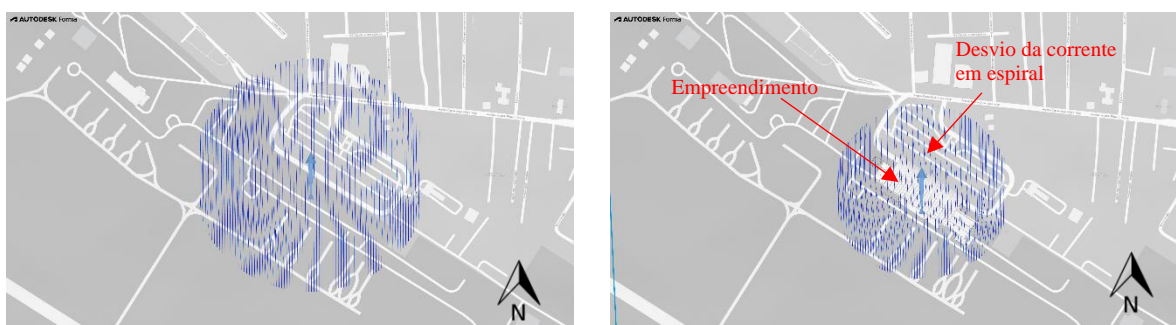 AUTODESK Forma
N
AUTODESK Forma
Desvio da corrente
em espiral
Empreendimento
N